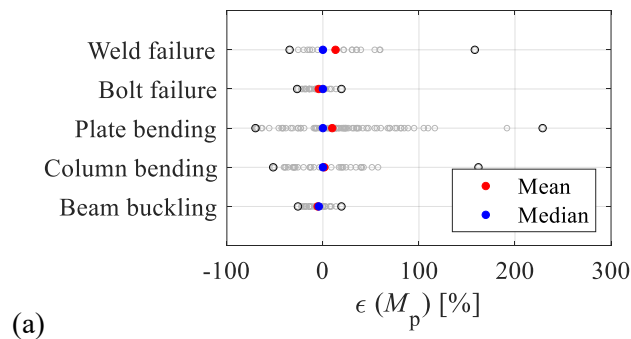 Weld failure
Bolt failure
Plate bending
Column bending
Beam buckling
Mean
Median
-100 0 100 200 300
ϵ (Mp) [%]
(a)